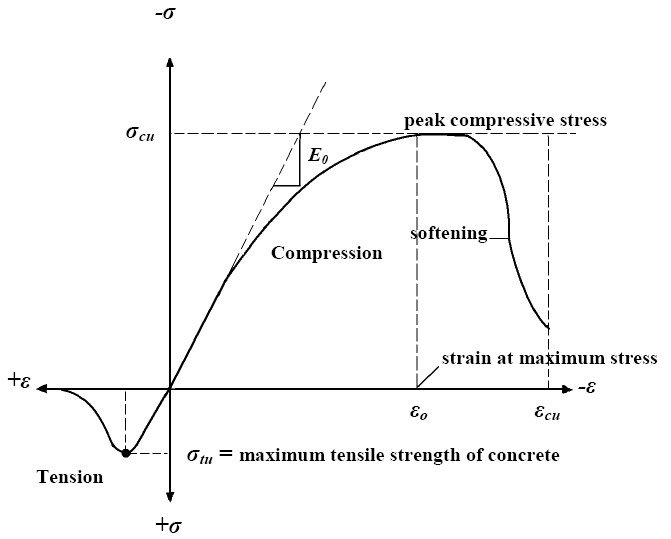 -σ
peak compressive stress
σcu
E0
softening
Compression
strain at maximum stress
+ε
-ε
εo
εcu
σtu = maximum tensile strength of concrete
Tension
+σ